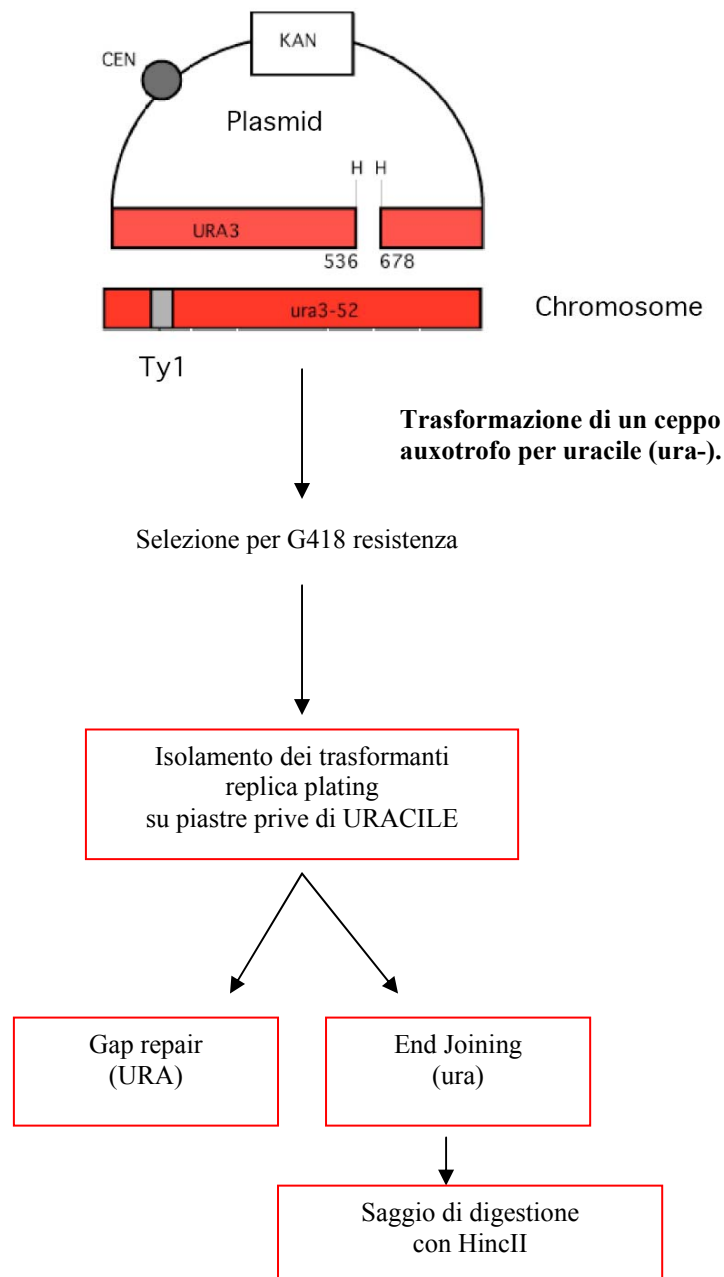 KAN
CEN
Plasmid
H H
URA3
536 678
ura3-52
Chromosome
Ty1
Trasformazione di un ceppo
auxotrofo per uracile (ura-).
Selezione per G418 resistenza
Isolamento dei trasformanti
replica plating
su piastre prive di URACILE
Gap repair
(URA)
End Joining
(ura)
Saggio di digestione
con HincII